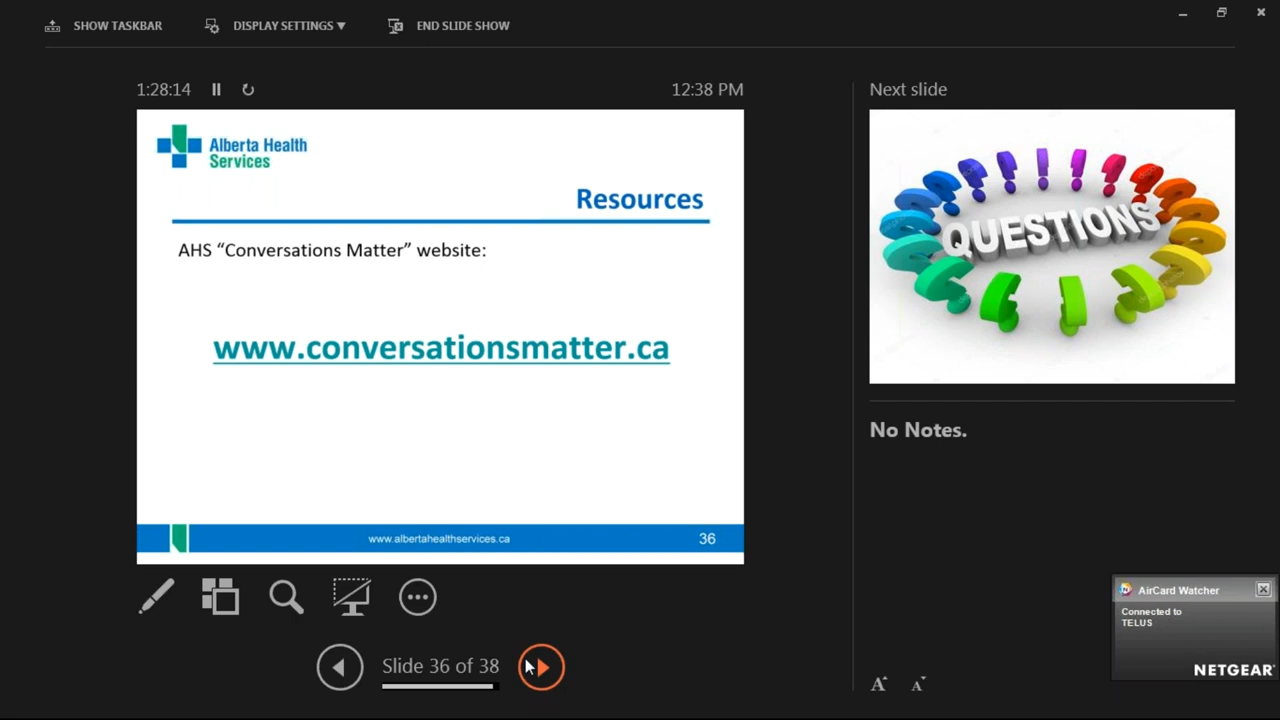 SHOW TASKBAR
DISPLAY SETTINGS ▼
END SLIDE SHOW
1:28:14
12:38 PM
Alberta Health
Services
Resources
AHS “Conversations Matter” website:
www.conversationsmatter.ca
www.albertahealthservices.ca
36
Slide 36 of 38
Next slide
QUESTIONS
No Notes.
AirCard Watcher
Connected to
TELUS
NETGEAR
A
A